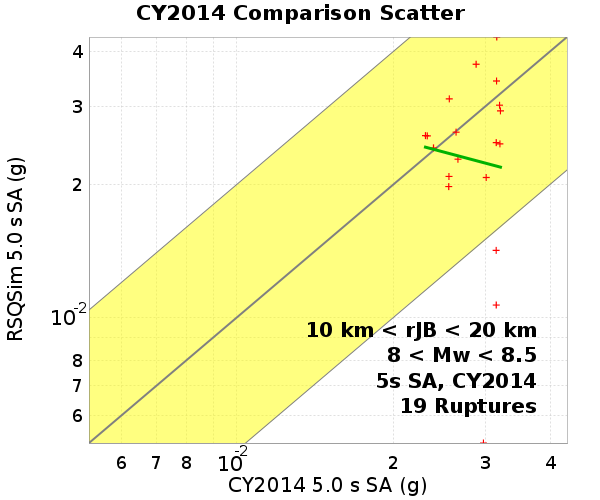 CY2014 Comparison Scatter
RSQSim 5.0 s SA (g)
4
3
2
10-2
8
7
6
10 km < rJB < 20 km
8 < Mw < 8.5
5s SA, CY2014
19 Ruptures
6 7 8 10-2 2 3 4
CY2014 5.0 s SA (g)